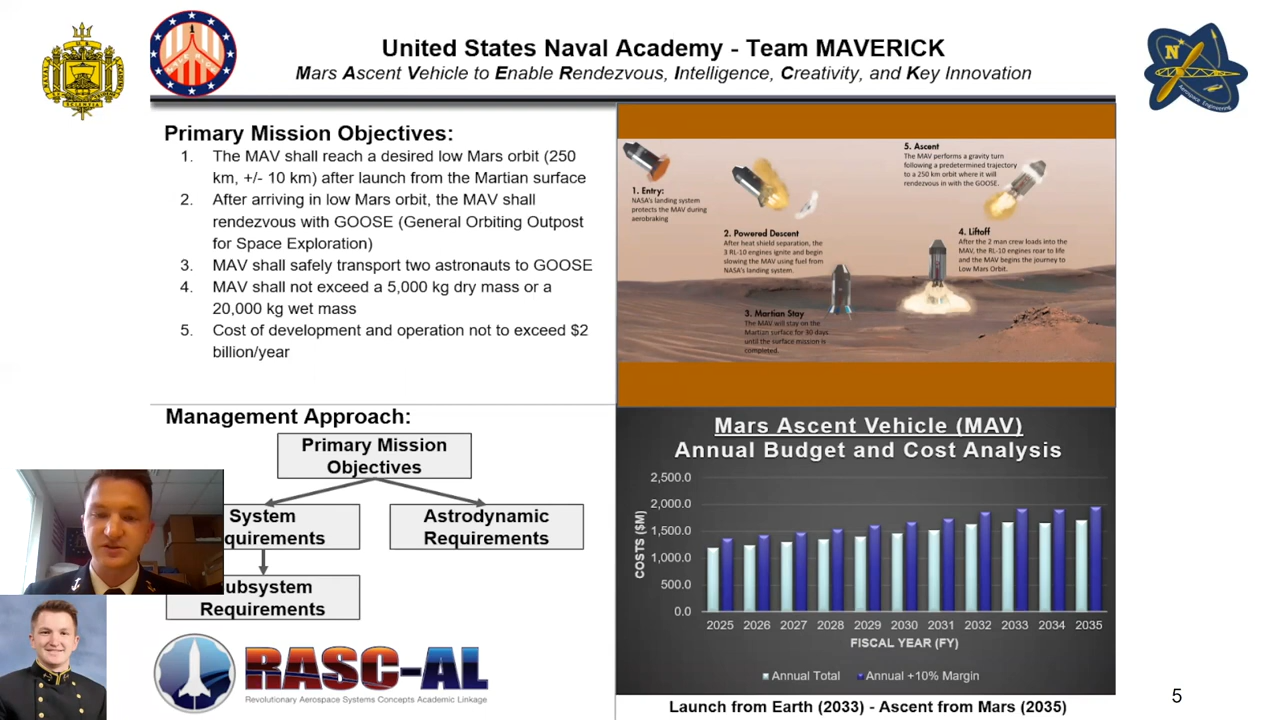 United States Naval Academy - Team MAVERICK
Mars Ascent Vehicle to Enable Rendezvous, Intelligence, Creativity, and Key Innovation
N
Aerospace Engineering
Primary Mission Objectives:
1. The MAV shall reach a desired low Mars orbit (250
km, +/- 10 km) after launch from the Martian surface
2. After arriving in low Mars orbit, the MAV shall
rendezvous with GOOSE (General Orbiting Outpost
for Space Exploration)
3. MAV shall safely transport two astronauts to GOOSE
4. MAV shall not exceed a 5,000 kg dry mass or a
20,000 kg wet mass
5. Cost of development and operation not to exceed $2
billion/year
1. Entry:
NASA's landing system
protects the MAV during
aerobraking
2. Powered Descent
After heat shield separation, the
3 RL-10 engines ignite and begin
slowing the MAV using fuel from
NASA's landing system.
3. Martian Stay
The MAV will stay on the
Martian surface for 30 days
until the surface mission is
completed.
4. Liftoff
After the 2 man crew loads into the
MAV, the RL-10 engines roar to life
and the MAV begins the journey to
Low Mars Orbit.
5. Ascent
The MAV performs a gravity turn
following a predetermined trajectory
to a 250 km orbit where it will
rendezvous in with the GOOSE.
Management Approach:
Primary Mission
Objectives
System
quirements
Astrodynamic
Requirements
ubsystem
Requirements
RASC-AL
Revolutionary Aerospace Systems Concepts Academic Linkage
Mars Ascent Vehicle (MAV)
Annual Budget and Cost Analysis
COSTS ($M)
2,500.0
2,000.0
1,500.0
1,000.0
500.0
0.0
2025 2026 2027 2028 2029 2030 2031 2032 2033 2034 2035
FISCAL YEAR (FY)
Annual Total Annual +10% Margin
Launch from Earth (2033) - Ascent from Mars (2035)
5